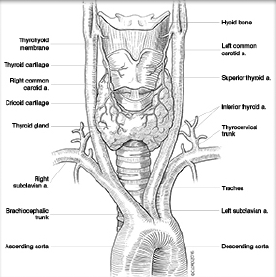 Hyoid bone
Thyrohyoid
membrane
Left common
carotid a.
Thyroid cartilage
Superior thyroid a.
Right common
carotid a.
Cricoid cartilage
Inferior thyroid a.
Thyroid gland
Thyrocervical
trunk
Right
subclavian a.
Trachea
Brachiocephalic
trunk
Left subclavian a.
Ascending aorta
Descending aorta